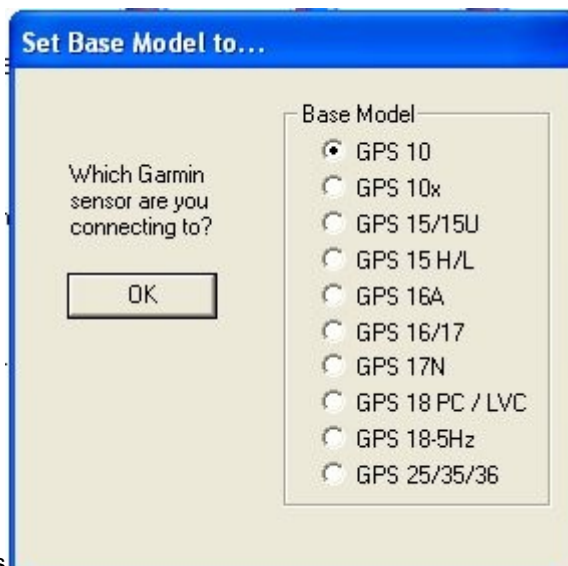 Set Base Model to...
Which Garmin
sensor are you
connecting to?
OK
Base Model
GPS 10
GPS 10x
GPS 15/15U
GPS 15 H/L
GPS 16A
GPS 16/17
GPS 17N
GPS 18 PC / LVC
GPS 18-5Hz
GPS 25/35/36